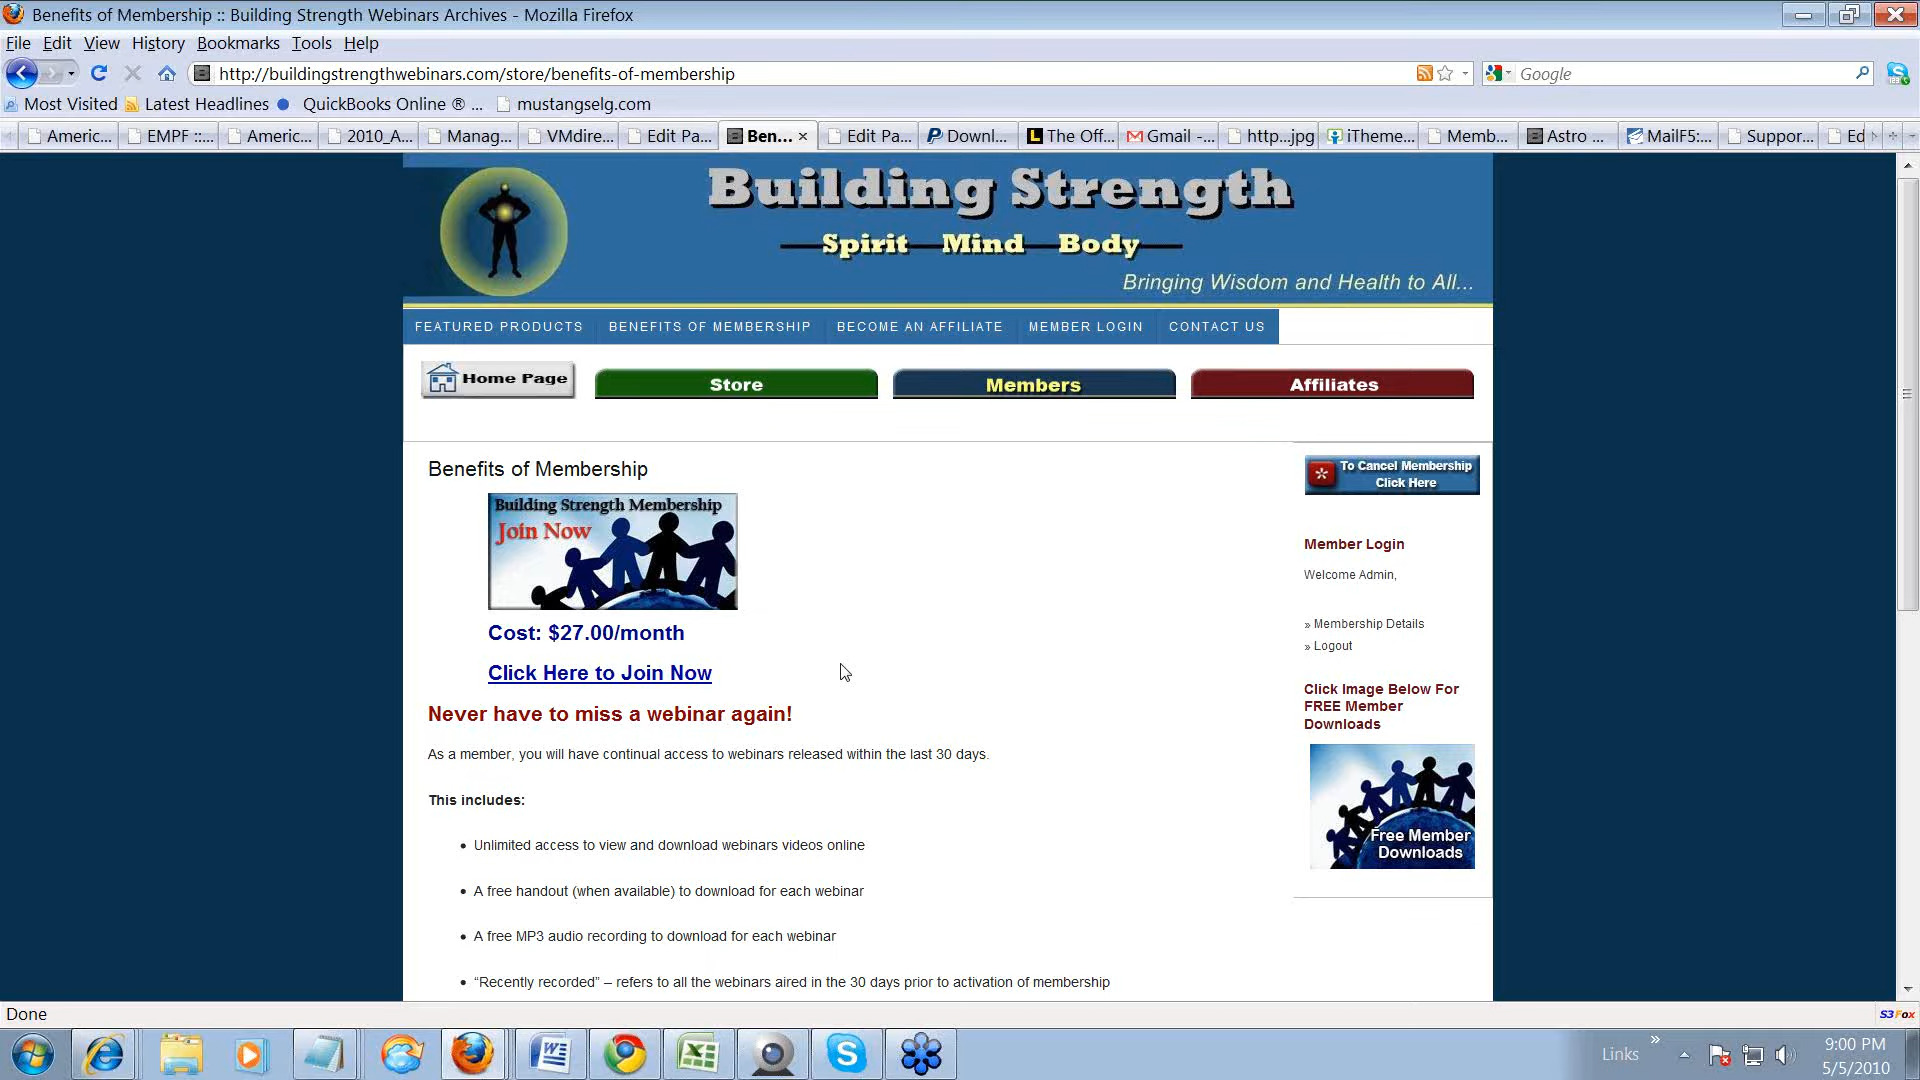 Benefits of Membership :: Building Strength Webinars Archives - Mozilla Firefox
File Edit View History Bookmarks Tools Help
http://buildingstrengthwebinars.com/store/benefits-of-membership
Google
Most Visited Latest Headlines QuickBooks Online ® ... mustangselg.com
Americ... EMPF ::... Americ... 2010_A... Manag... VMdire... Edit Pa... Ben... Edit Pa... Downl... The Off... Gmail -... http...jpg iTheme... Memb... Astro ... MailF5:... Suppor... Ed
Building Strength
Spirit Mind Body
Bringing Wisdom and Health to All...
FEATURED PRODUCTS BENEFITS OF MEMBERSHIP BECOME AN AFFILIATE MEMBER LOGIN CONTACT US
Home Page Store Members Affiliates
Benefits of Membership
Building Strength Membership
Join Now
Cost: $27.00/month
Click Here to Join Now
Never have to miss a webinar again!
As a member, you will have continual access to webinars released within the last 30 days.
This includes:
• Unlimited access to view and download webinars videos online
• A free handout (when available) to download for each webinar
• A free MP3 audio recording to download for each webinar
• “Recently recorded” – refers to all the webinars aired in the 30 days prior to activation of membership
To Cancel Membership
Click Here
Member Login
Welcome Admin,
» Membership Details
» Logout
Click Image Below For
FREE Member
Downloads
Free Member
Downloads
Done
S3Fox
Links
9:00 PM
5/5/2010